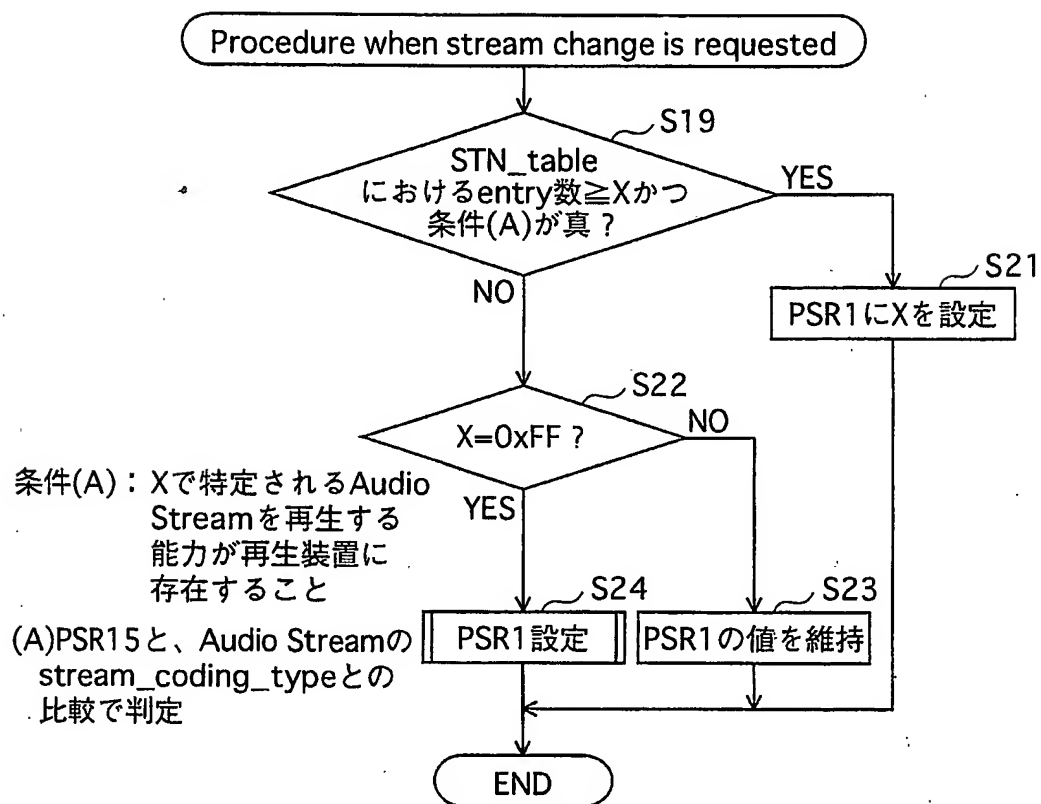 Procedure when stream change is requested
S19
STN_table
におけるentry数≧Xかつ
条件(A)が真？
YES
NO
S21
PSR1にXを設定
S22
X=0xFF？
NO
YES
条件(A)：Xで特定されるAudio
Streamを再生する
能力が再生装置に
存在すること
(A)PSR15と、Audio Streamの
stream_coding_typeとの
比較で判定
S24
PSR1設定
S23
PSR1の値を維持
END